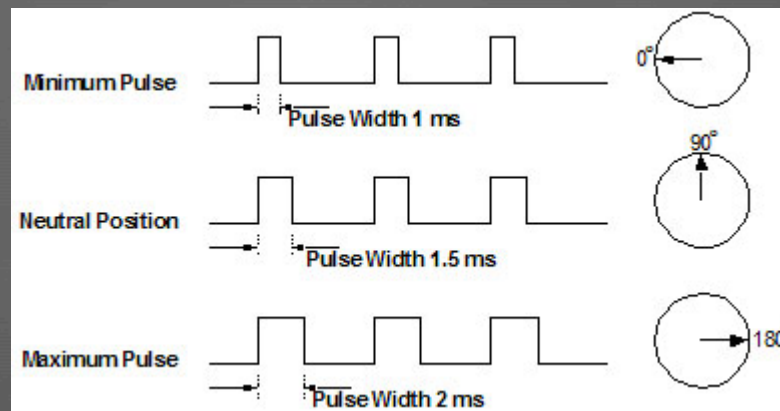 Minimum Pulse
0°
Pulse Width 1 ms
90°
Neutral Position
Pulse Width 1.5 ms
Maximum Pulse
180
Pulse Width 2 ms